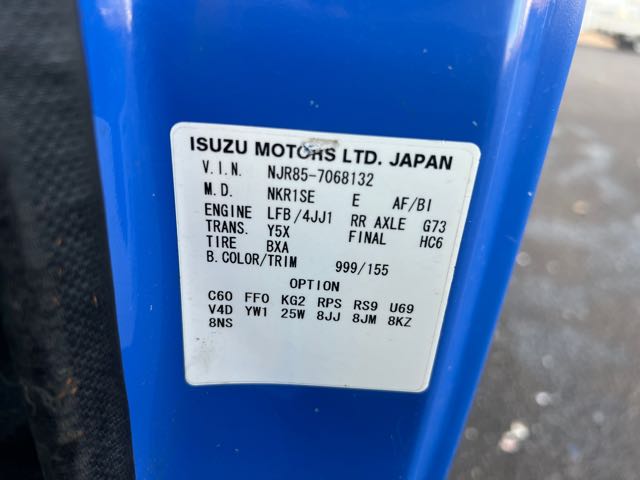 ISUZU MOTORS LTD. JAPAN
V.I.N. NJR85-7068132
M.D. NKR1SE E AF/BI
ENGINE LFB/4JJ1 RR AXLE G73
TRANS. Y5X FINAL HC6
TIRE BXA
B.COLOR/TRIM 999/155
OPTION
C60 FF0 KG2 RPS RS9 U69
V4D YW1 25W 8JJ 8JM 8KZ
8NS